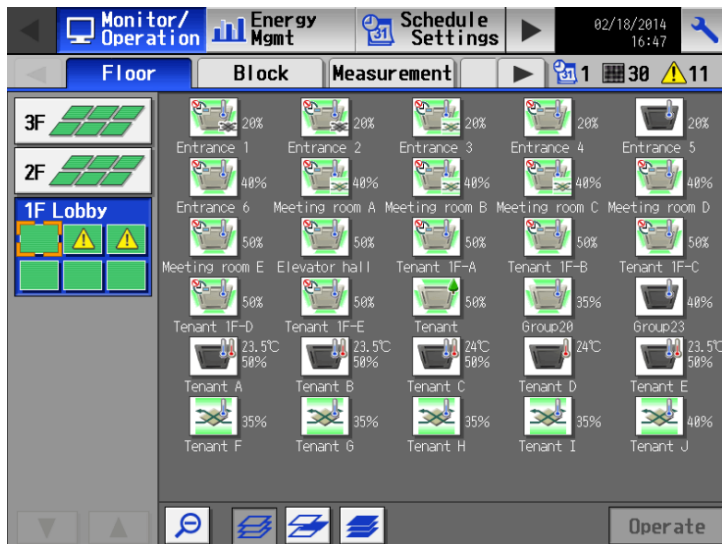 Monitor/
Operation
Energy
Mgmt
31
Schedule
Settings
02/18/2014
16:47
Floor
Block
Measurement
31 1
30
11
3F
2F
1F Lobby
20% 20% 20% 20% 20%
Entrance 1 Entrance 2 Entrance 3 Entrance 4 Entrance 5
40% 40% 40% 40% 40%
Entrance 6 Meeting room A Meeting room B Meeting room C Meeting room D
50% 50% 50% 50% 50%
Meeting room E Elevator hall Tenant 1F-A Tenant 1F-B Tenant 1F-C
50% 50% 50% 35% 40%
Tenant 1F-D Tenant 1F-E Tenant Group20 Group23
23.5℃ 23.5℃ 24℃ 24℃ 23.5℃
50% 50% 50% 50%
Tenant A Tenant B Tenant C Tenant D Tenant E
35% 35% 35% 35% 40%
Tenant F Tenant G Tenant H Tenant I Tenant J
Operate